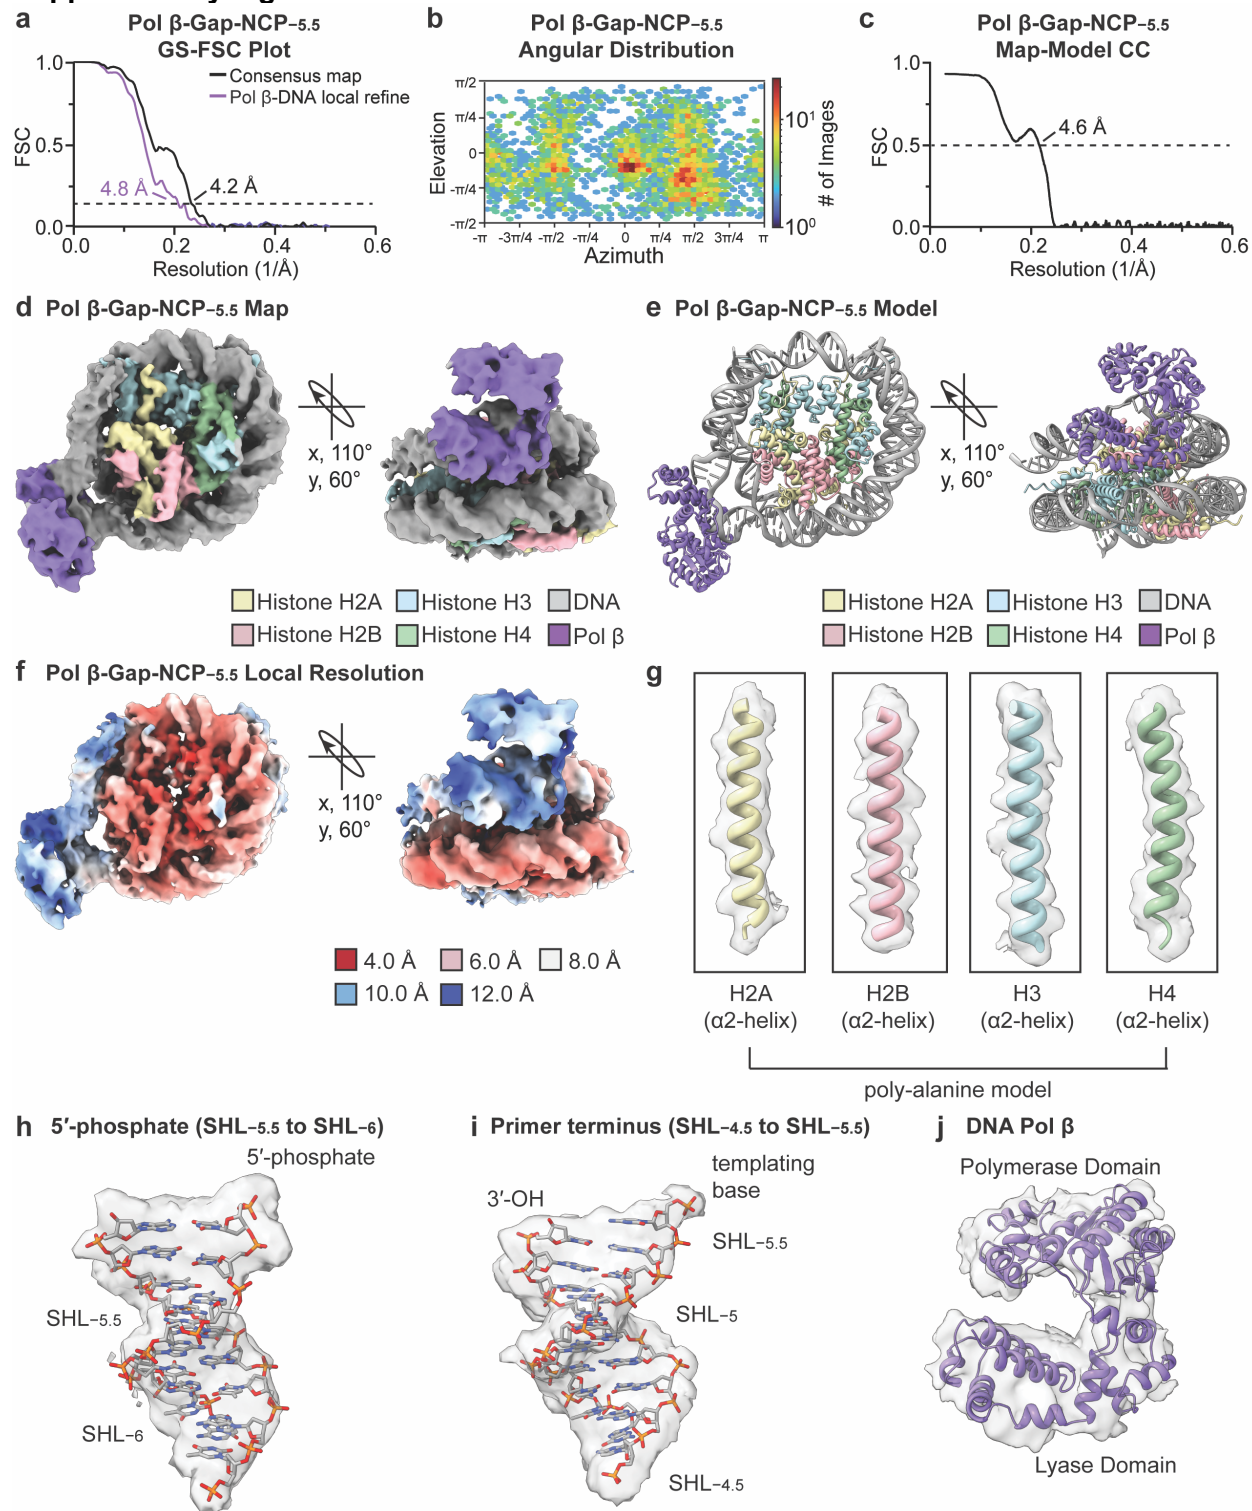 a
Pol β-Gap-NCP-5.5
GS-FSC Plot
1.0
0.5
0.0
FSC
Consensus map
Pol β-DNA local refine
4.8 Å
4.2 Å
0.0 0.2 0.4 0.6
Resolution (1/Å)
b
Pol β-Gap-NCP-5.5
Angular Distribution
π/2
π/4
0
-π/4
-π/2
Elevation
-π -3π/4 -π/2 -π/4 0 π/4 π/2 3π/4 π
Azimuth
10¹
10⁰
# of Images
c
Pol β-Gap-NCP-5.5
Map-Model CC
1.0
0.5
0.0
FSC
4.6 Å
0.0 0.2 0.4 0.6
Resolution (1/Å)
d Pol β-Gap-NCP-5.5 Map
x, 110°
y, 60°
Histone H2A Histone H3 DNA
Histone H2B Histone H4 Pol β
e Pol β-Gap-NCP-5.5 Model
x, 110°
y, 60°
Histone H2A Histone H3 DNA
Histone H2B Histone H4 Pol β
f Pol β-Gap-NCP-5.5 Local Resolution
x, 110°
y, 60°
4.0 Å 6.0 Å 8.0 Å
10.0 Å 12.0 Å
g
H2A H2B H3 H4
(α2-helix) (α2-helix) (α2-helix) (α2-helix)
poly-alanine model
h 5′-phosphate (SHL-5.5 to SHL-6)
5′-phosphate
SHL-5.5
SHL-6
i Primer terminus (SHL-4.5 to SHL-5.5)
3′-OH
templating
base
SHL-5.5
SHL-5
SHL-4.5
j DNA Pol β
Polymerase Domain
Lyase Domain